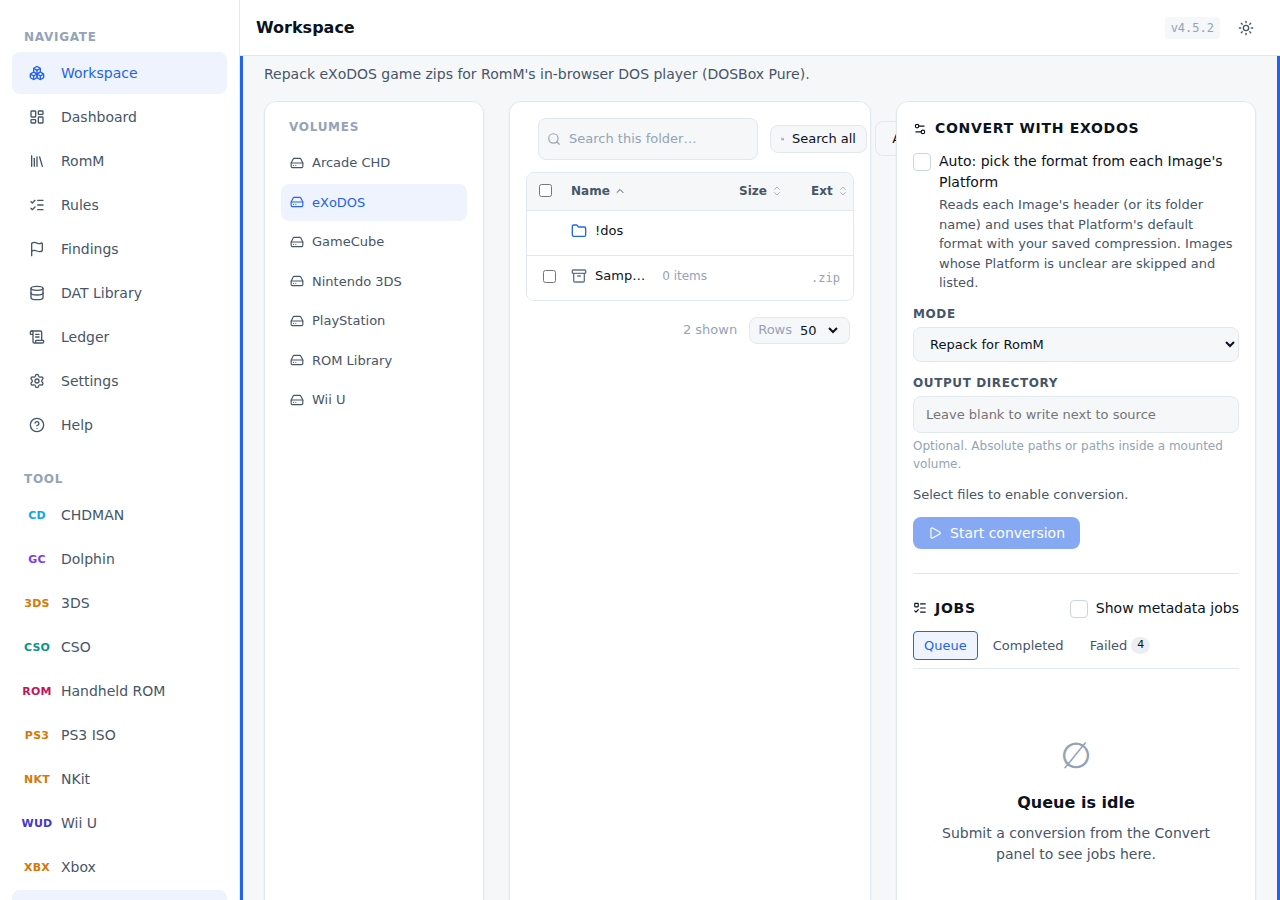 NAVIGATE
Workspace
Dashboard
RomM
Rules
Findings
DAT Library
Ledger
Settings
Help
TOOL
CD CHDMAN
GC Dolphin
3DS 3DS
CSO CSO
ROM Handheld ROM
PS3 PS3 ISO
NKT NKit
WUD Wii U
XBX Xbox
Workspace
v4.5.2
Repack eXoDOS game zips for RomM's in-browser DOS player (DOSBox Pure).
VOLUMES
Arcade CHD
eXoDOS
GameCube
Nintendo 3DS
PlayStation
ROM Library
Wii U
Search this folder…
Search all
Name
Size
Ext
!dos
Samp… 0 items .zip
2 shown
Rows 50
CONVERT WITH EXODOS
Auto: pick the format from each Image's
Platform
Reads each Image's header (or its folder
name) and uses that Platform's default
format with your saved compression. Images
whose Platform is unclear are skipped and
listed.
MODE
Repack for RomM
OUTPUT DIRECTORY
Leave blank to write next to source
Optional. Absolute paths or paths inside a mounted
volume.
Select files to enable conversion.
Start conversion
JOBS
Show metadata jobs
Queue Completed Failed 4
Queue is idle
Submit a conversion from the Convert
panel to see jobs here.